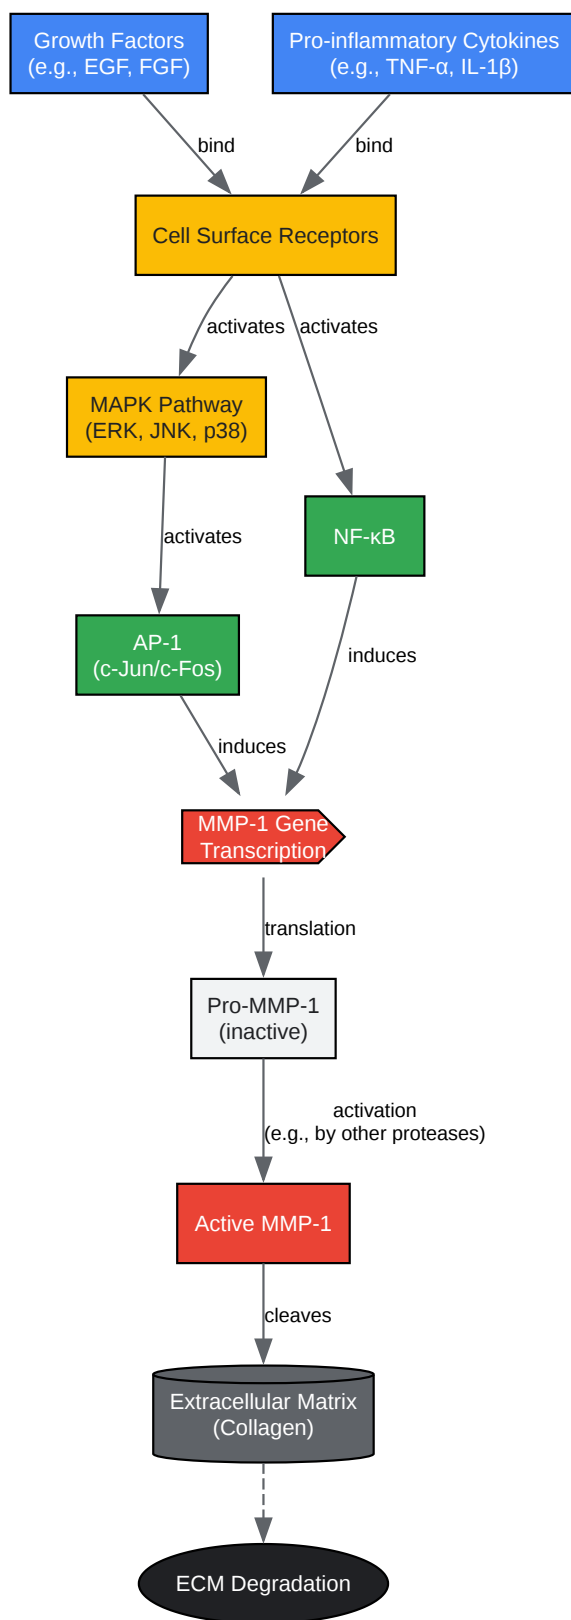 Growth Factors
(e.g., EGF, FGF)
Pro-inflammatory Cytokines
(e.g., TNF-α, IL-1β)
bind
bind
Cell Surface Receptors
activates
activates
MAPK Pathway
(ERK, JNK, p38)
activates
NF-κB
AP-1
(c-Jun/c-Fos)
induces
induces
MMP-1 Gene
Transcription
translation
Pro-MMP-1
(inactive)
activation
(e.g., by other proteases)
Active MMP-1
cleaves
Extracellular Matrix
(Collagen)
ECM Degradation